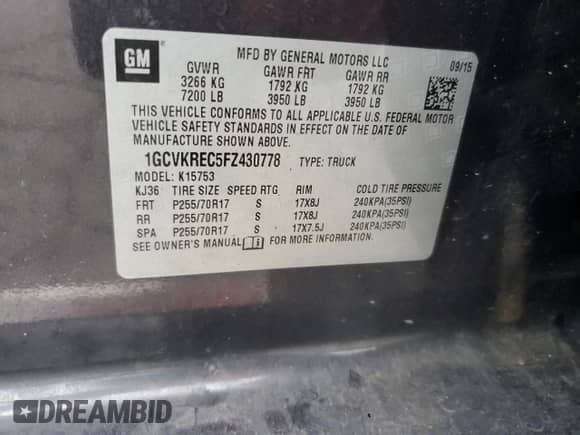 GM
MFD BY GENERAL MOTORS LLC
09/15
GVWR GAWR FRT GAWR RR
3266 KG 1792 KG 1792 KG
7200 LB 3950 LB 3950 LB
THIS VEHICLE CONFORMS TO ALL APPLICABLE U.S. FEDERAL MOTOR
VEHICLE SAFETY STANDARDS IN EFFECT ON THE DATE OF
MANUFACTURE SHOWN ABOVE.
1GCVKREC5FZ430778 TYPE: TRUCK
MODEL: K15753
KJ36 TIRE SIZE SPEED RTG RIM COLD TIRE PRESSURE
FRT P255/70R17 S 17X8J 240KPA(35PSI)
RR P255/70R17 S 17X8J 240KPA(35PSI)
SPA P255/70R17 S 17X7.5J 240KPA(35PSI)
SEE OWNER'S MANUAL FOR MORE INFORMATION.
DREAMBID